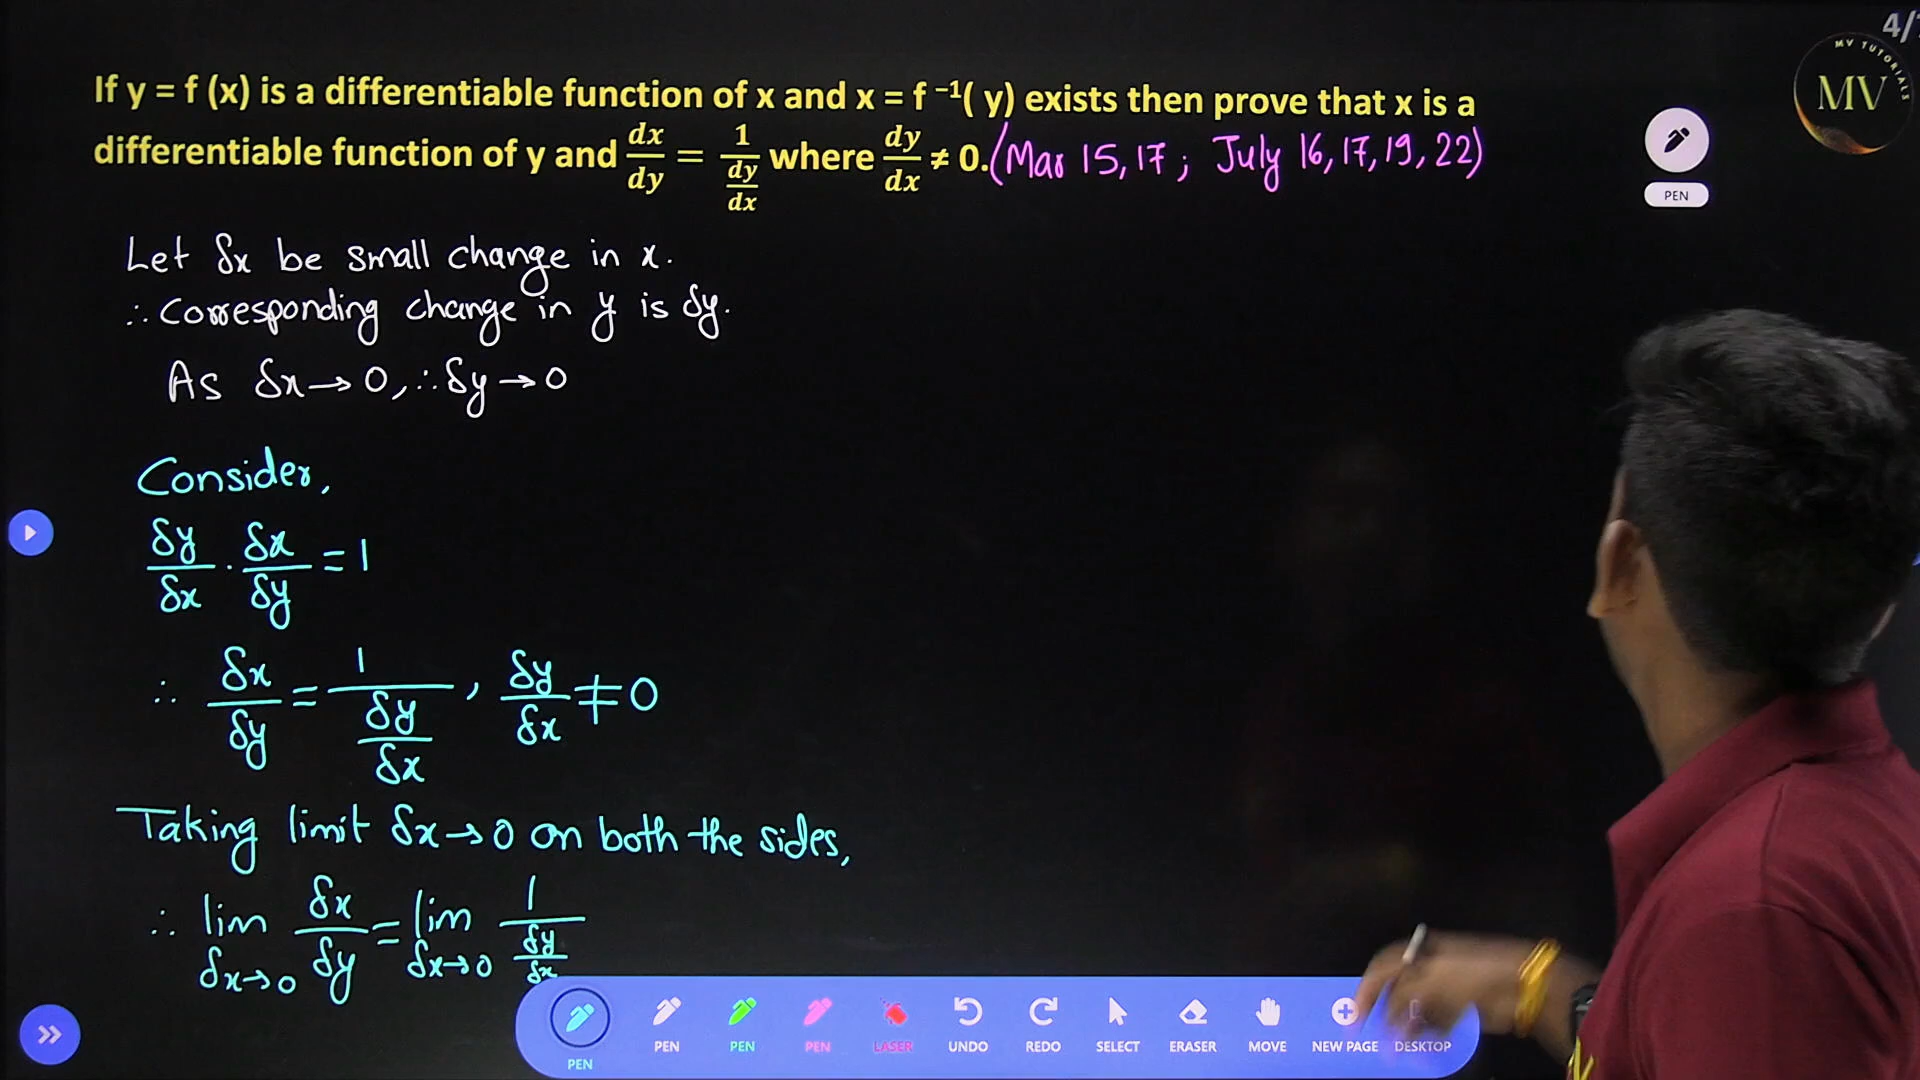 4/
MV TUTORIALS
MV
If y = f (x) is a differentiable function of x and x = f ⁻¹( y) exists then prove that x is a
differentiable function of y and dx/dy = 1/(dy/dx) where dy/dx ≠ 0. (Mar 15, 17 ; July 16, 17, 19, 22)
PEN
Let δx be small change in x.
∴ Corresponding change in y is δy.
As δx → 0, ∴ δy → 0
Consider,
δy/δx · δx/δy = 1
∴ δx/δy = 1/(δy/δx) , δy/δx ≠ 0
Taking limit δx → 0 on both the sides,
∴ lim δx→0 δx/δy = lim δx→0 1/(δy/δx)
PEN PEN PEN PEN LASER UNDO REDO SELECT ERASER MOVE NEW PAGE DESKTOP